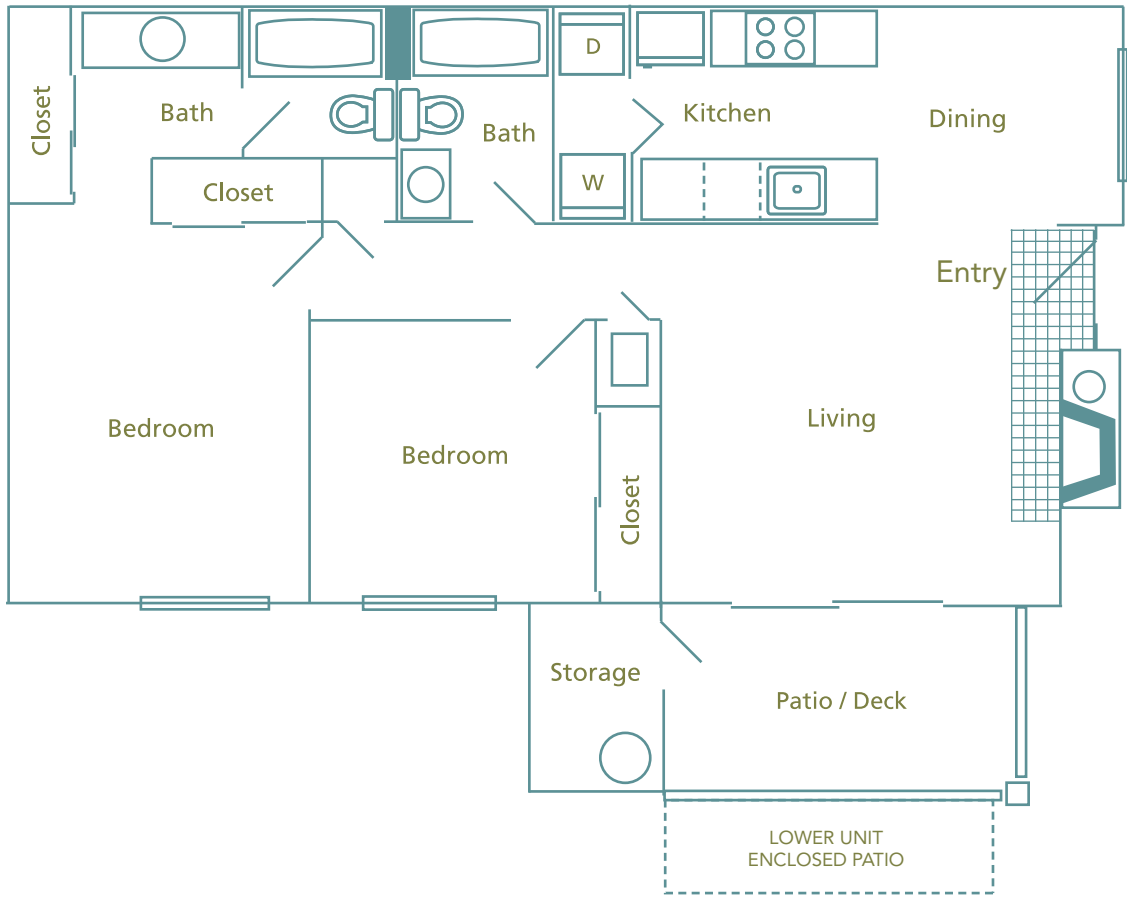 D
Closet
Bath
Kitchen
Dining
Bath
W
Closet
Entry
Living
Bedroom
Bedroom
Closet
Storage
Patio / Deck
LOWER UNIT
ENCLOSED PATIO